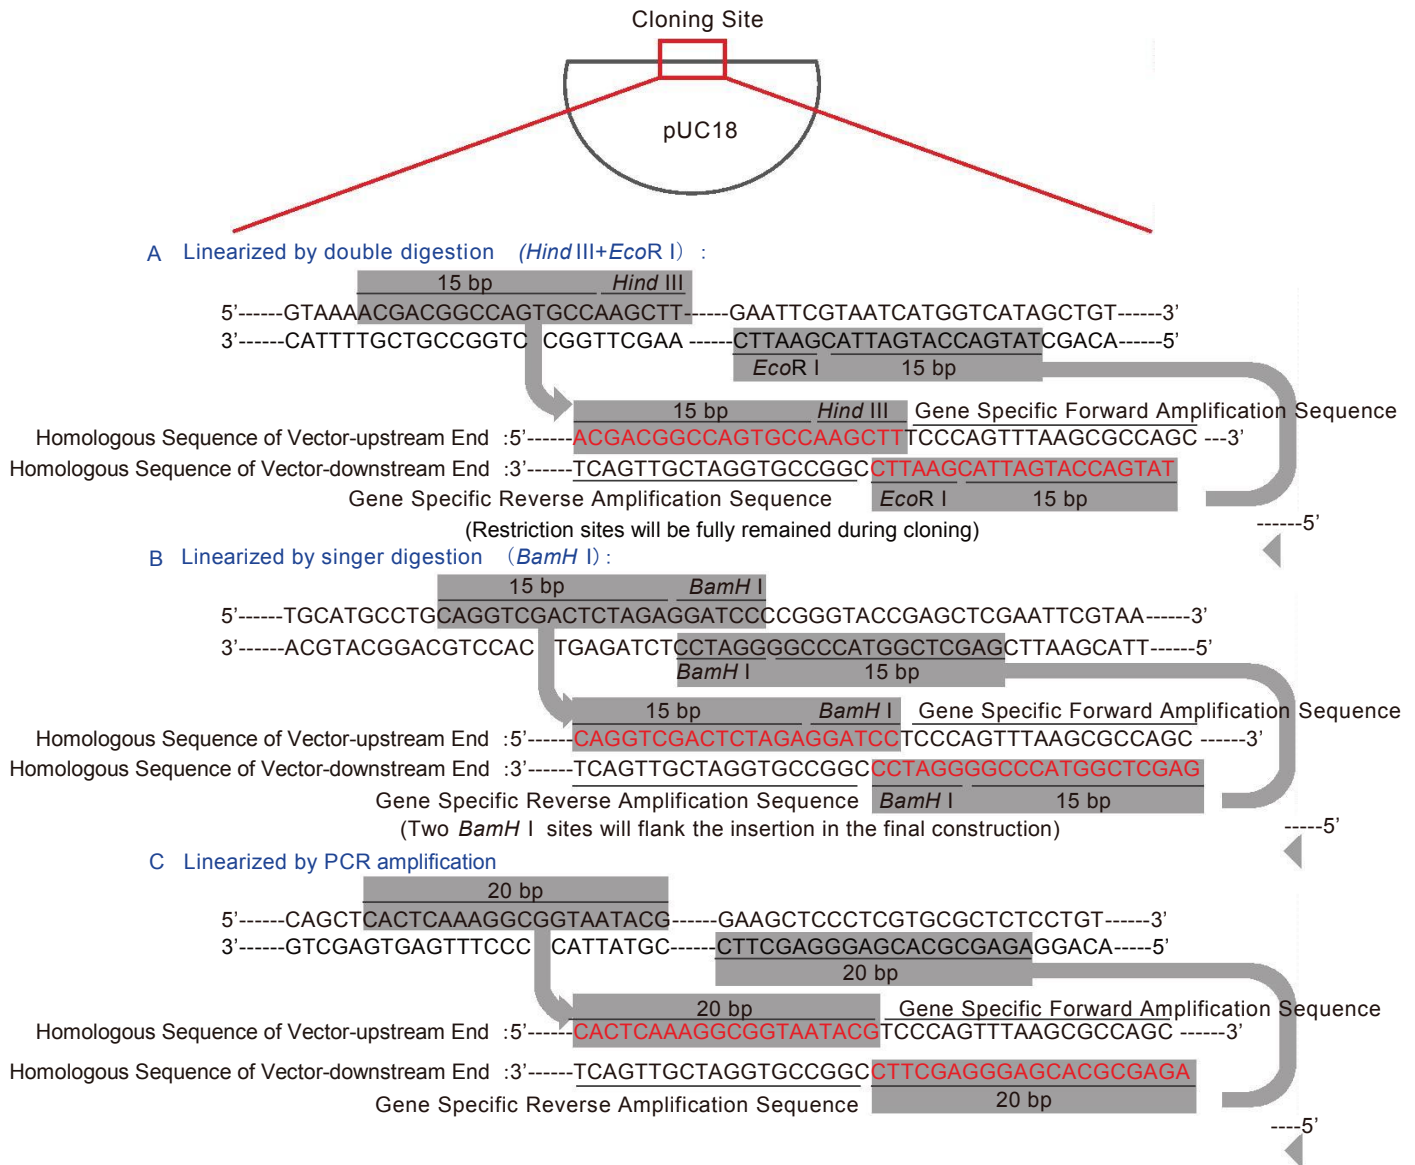 Cloning Site
pUC18
A Linearized by double digestion (Hind III+EcoR I）:
15 bp Hind III
5’------GTAAAACGACGGCCAGTGCCAAGCTT------GAATTCGTAATCATGGTCATAGCTGT------3’
3’------CATTTTGCTGCCGGTC CGGTTCGAA ------CTTAAGCATTAGTACCAGTATCGACA------5’
EcoR I 15 bp
15 bp Hind III Gene Specific Forward Amplification Sequence
Homologous Sequence of Vector-upstream End :5’------ACGACGGCCAGTGCCAAGCTTTCCCAGTTTAAGCGCCAGC ---3’
Homologous Sequence of Vector-downstream End :3’------TCAGTTGCTAGGTGCCGGCCTTAAGCATTAGTACCAGTAT
Gene Specific Reverse Amplification Sequence EcoR I 15 bp
------5’
(Restriction sites will be fully remained during cloning)
B Linearized by singer digestion （BamH I）:
15 bp BamH I
5’------TGCATGCCTGCAGGTCGACTCTAGAGGATCCCCGGGTACCGAGCTCGAATTCGTAA------3’
3’------ACGTACGGACGTCCAC TGAGATCTCCTAGGGGCCCATGGCTCGAGCTTAAGCATT------5’
BamH I 15 bp
15 bp BamH I Gene Specific Forward Amplification Sequence
Homologous Sequence of Vector-upstream End :5’------CAGGTCGACTCTAGAGGATCCTCCCAGTTTAAGCGCCAGC ------3’
Homologous Sequence of Vector-downstream End :3’------TCAGTTGCTAGGTGCCGGCCCTAGGGGCCCATGGCTCGAG
Gene Specific Reverse Amplification Sequence BamH I 15 bp
(Two BamH I sites will flank the insertion in the final construction)
-----5’
C Linearized by PCR amplification
20 bp
5’------CAGCTCACTCAAAGGCGGTAATACG------GAAGCTCCCTCGTGCGCTCTCCTGT------3’
3’------GTCGAGTGAGTTTCCC CATTATGC------CTTCGAGGGAGCACGCGAGAGGACA-----5’
20 bp
20 bp Gene Specific Forward Amplification Sequence
Homologous Sequence of Vector-upstream End :5’-----CACTCAAAGGCGGTAATACGTCCCAGTTTAAGCGCCAGC ------3’
Homologous Sequence of Vector-downstream End :3’------TCAGTTGCTAGGTGCCGGCCTTCGAGGGAGCACGCGAGA
Gene Specific Reverse Amplification Sequence 20 bp
----5’